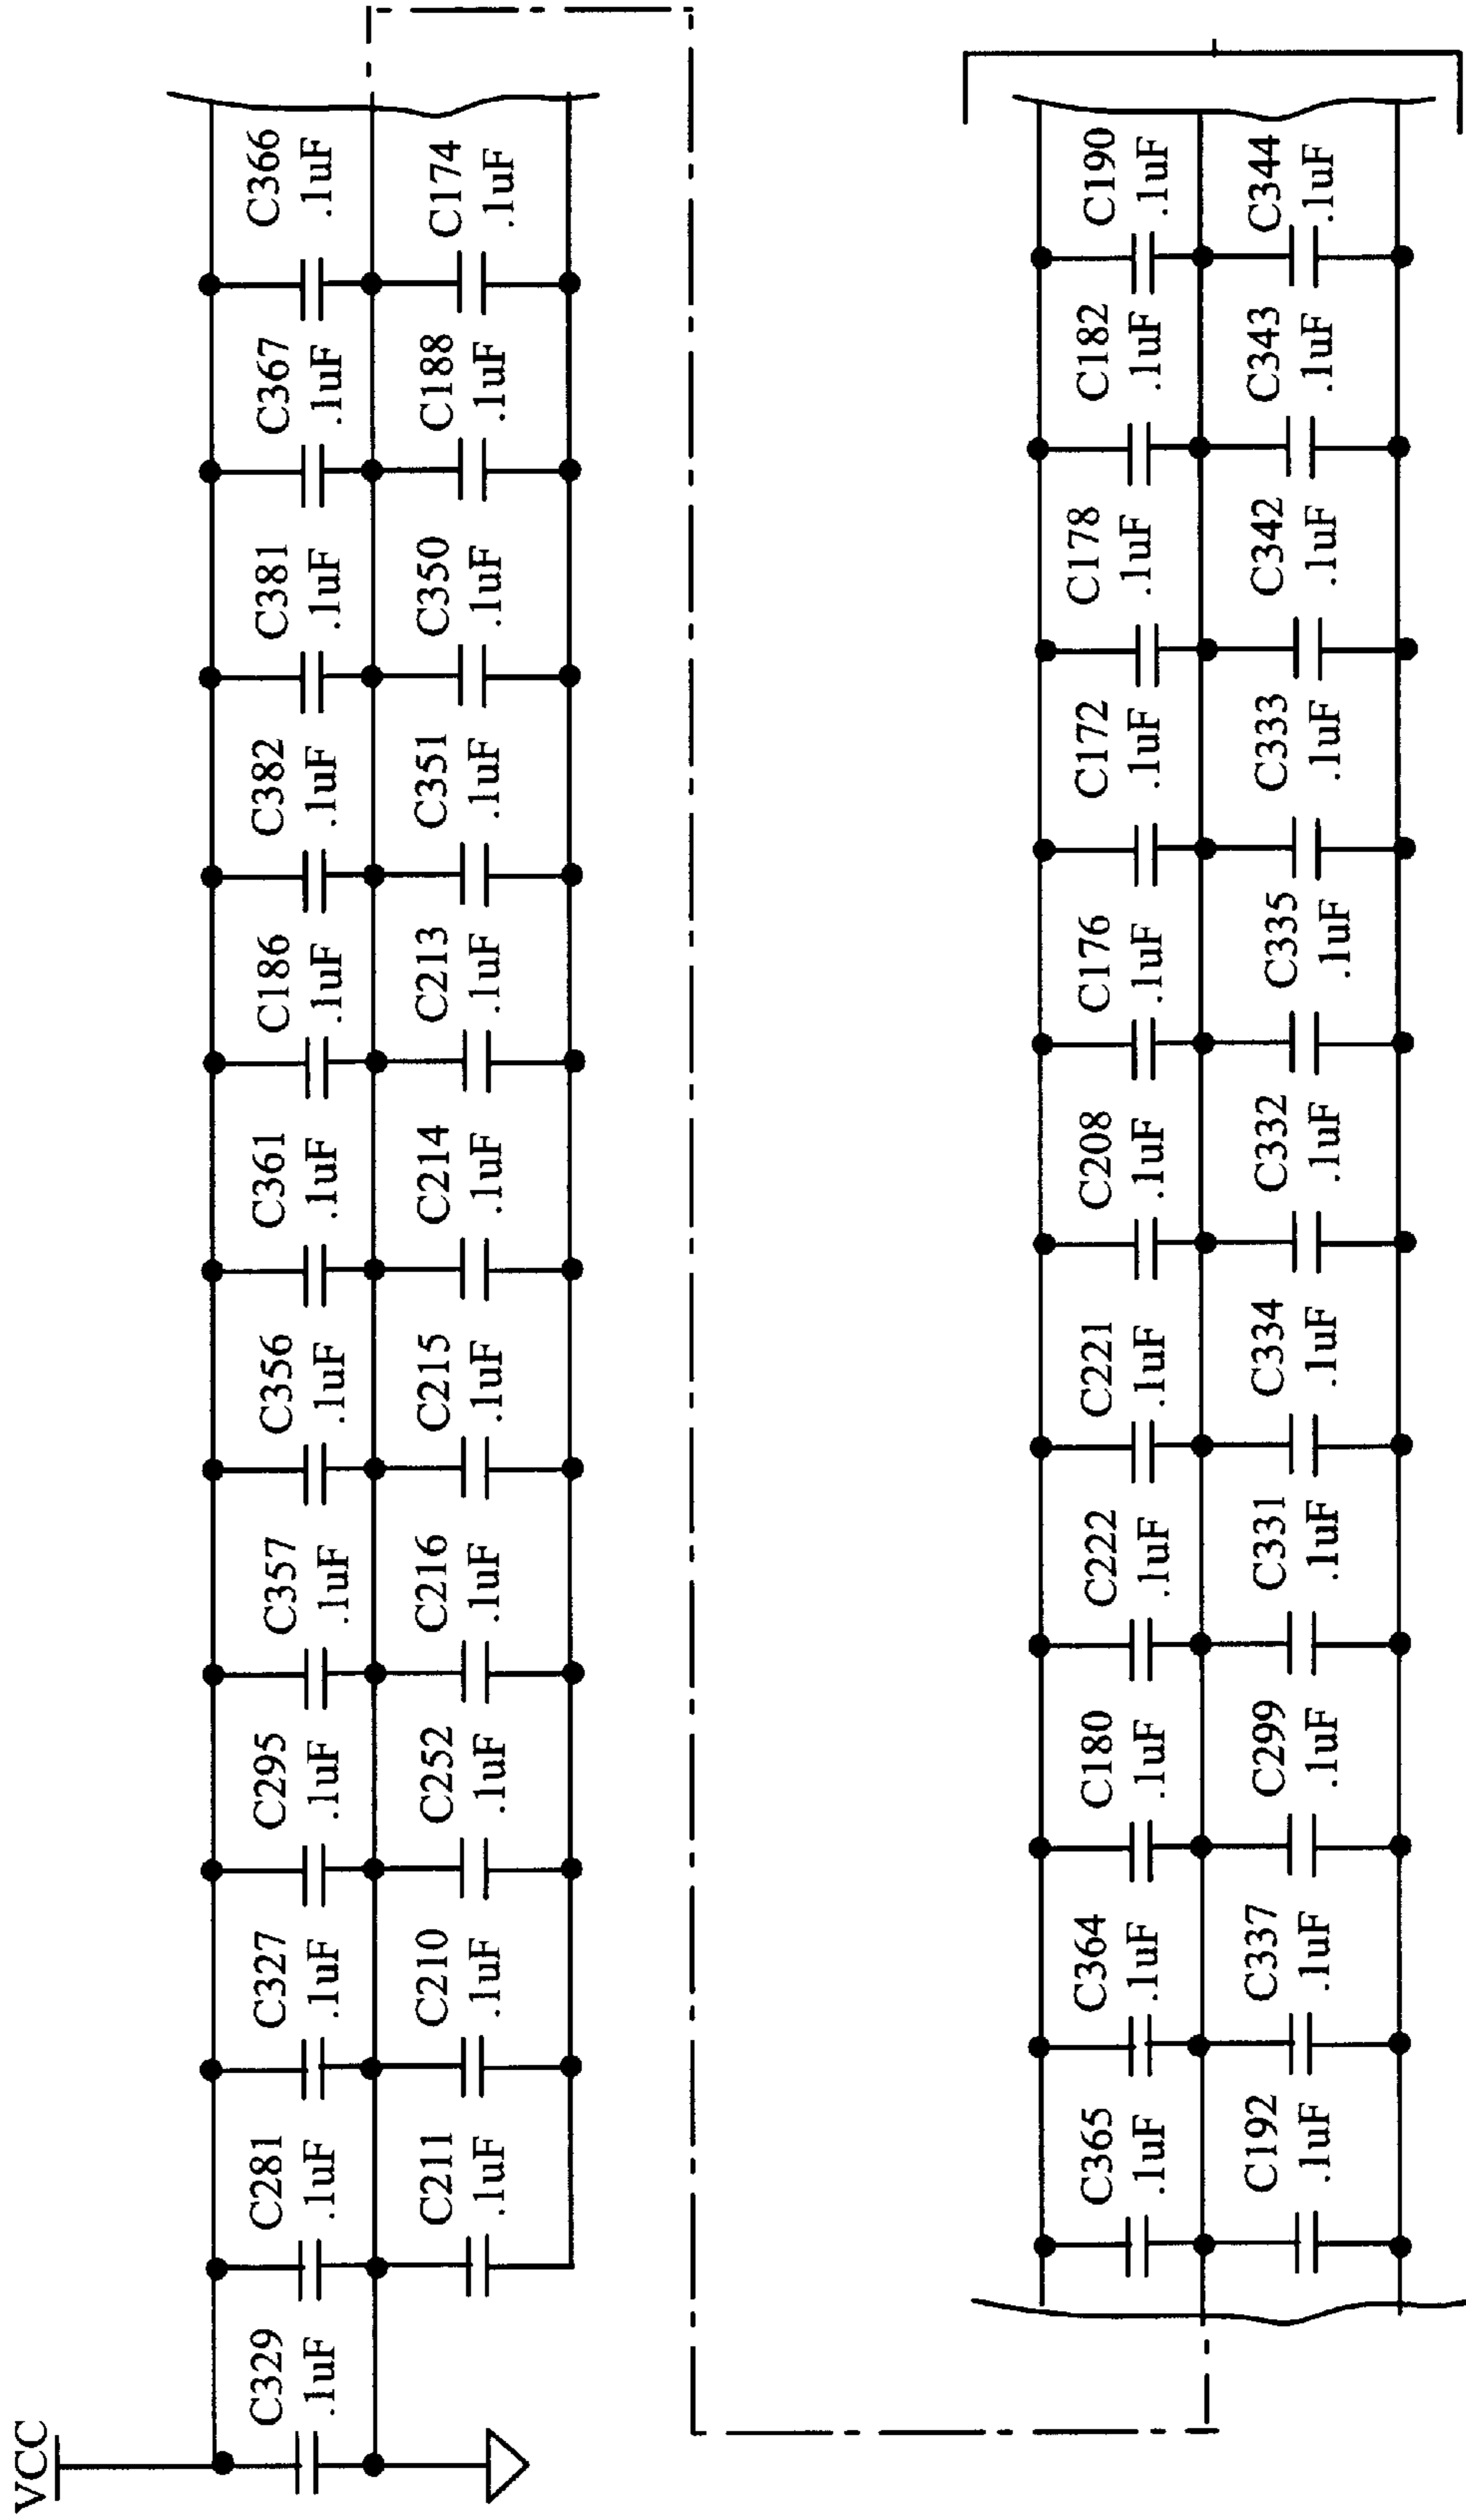 VCC
C329 C281 C327 C295 C357 C356 C361 C186 C382 C381 C367 C366
.1uF .1uF .1uF .1uF .1uF .1uF .1uF .1uF .1uF .1uF .1uF .1uF
C211 C210 C252 C216 C215 C214 C213 C351 C350 C188 C174
.1uF .1uF .1uF .1uF .1uF .1uF .1uF .1uF .1uF .1uF .1uF
C365 C364 C180 C222 C221 C208 C176 C172 C178 C182 C190
.1uF .1uF .1uF .1uF .1uF .1uF .1uF .1uF .1uF .1uF .1uF
C192 C337 C299 C331 C334 C332 C335 C333 C342 C343 C344
.1uF .1uF .1uF .1uF .1uF .1uF .1uF .1uF .1uF .1uF .1uF